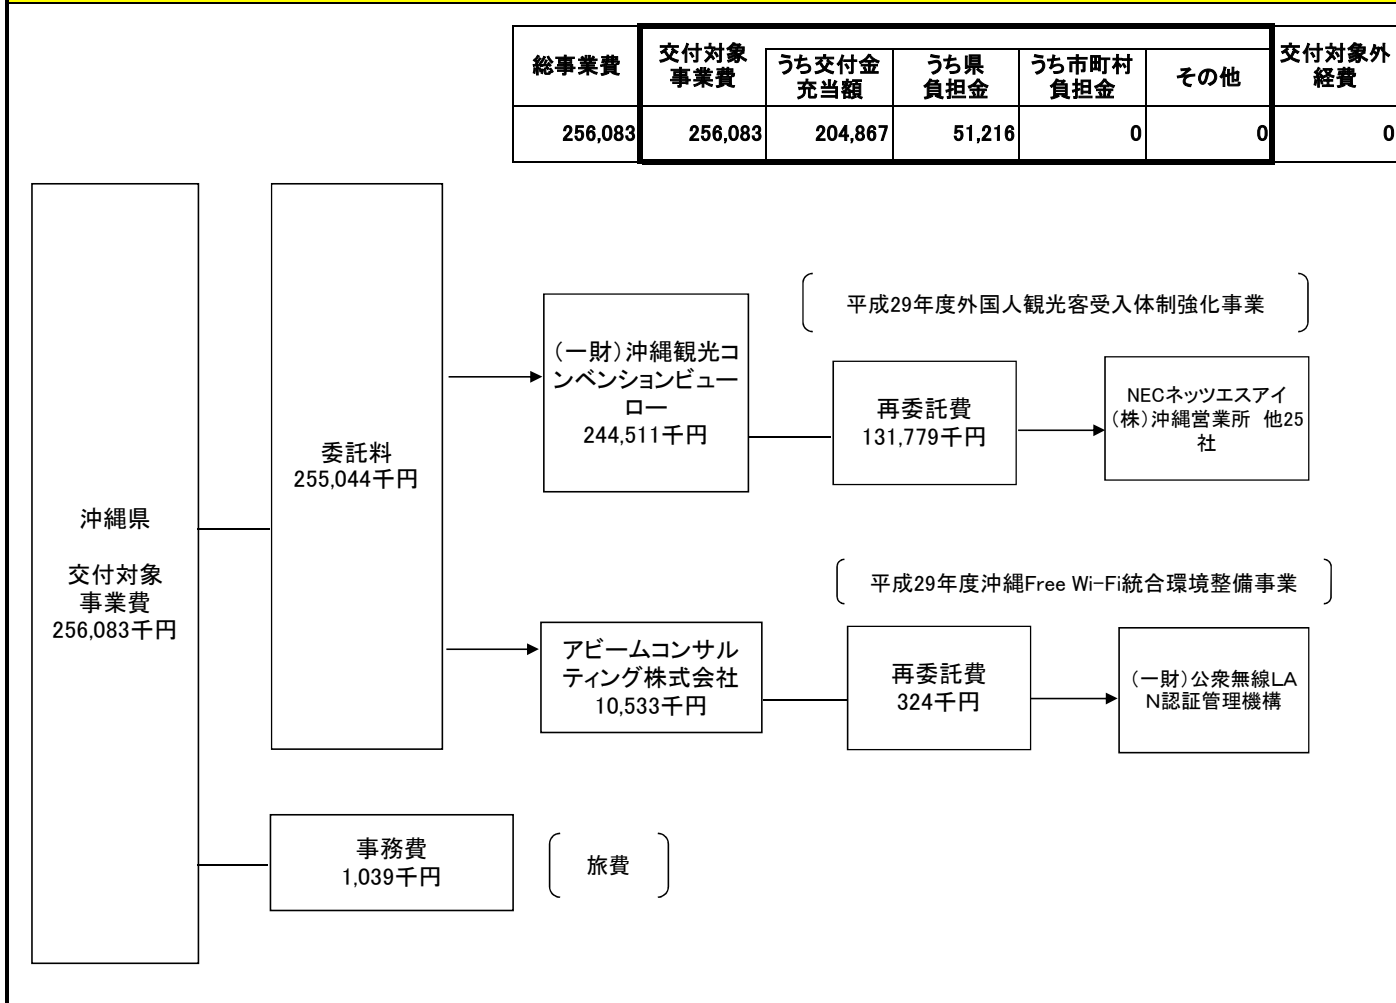 総事業費
交付対象
事業費
うち交付金
充当額
うち県
負担金
うち市町村
負担金
その他
交付対象外
経費
256,083 256,083 204,867 51,216 0 0 0
沖縄県
交付対象
事業費
256,083千円
委託料
255,044千円
(一財)沖縄観光コ
ンベンションビュー
ロー
244,511千円
平成29年度外国人観光客受入体制強化事業
再委託費
131,779千円
NECネッツエスアイ
(株)沖縄営業所 他25
社
アビームコンサル
ティング株式会社
10,533千円
平成29年度沖縄Free Wi-Fi統合環境整備事業
再委託費
324千円
(一財)公衆無線LA
N認証管理機構
事務費
1,039千円
旅費